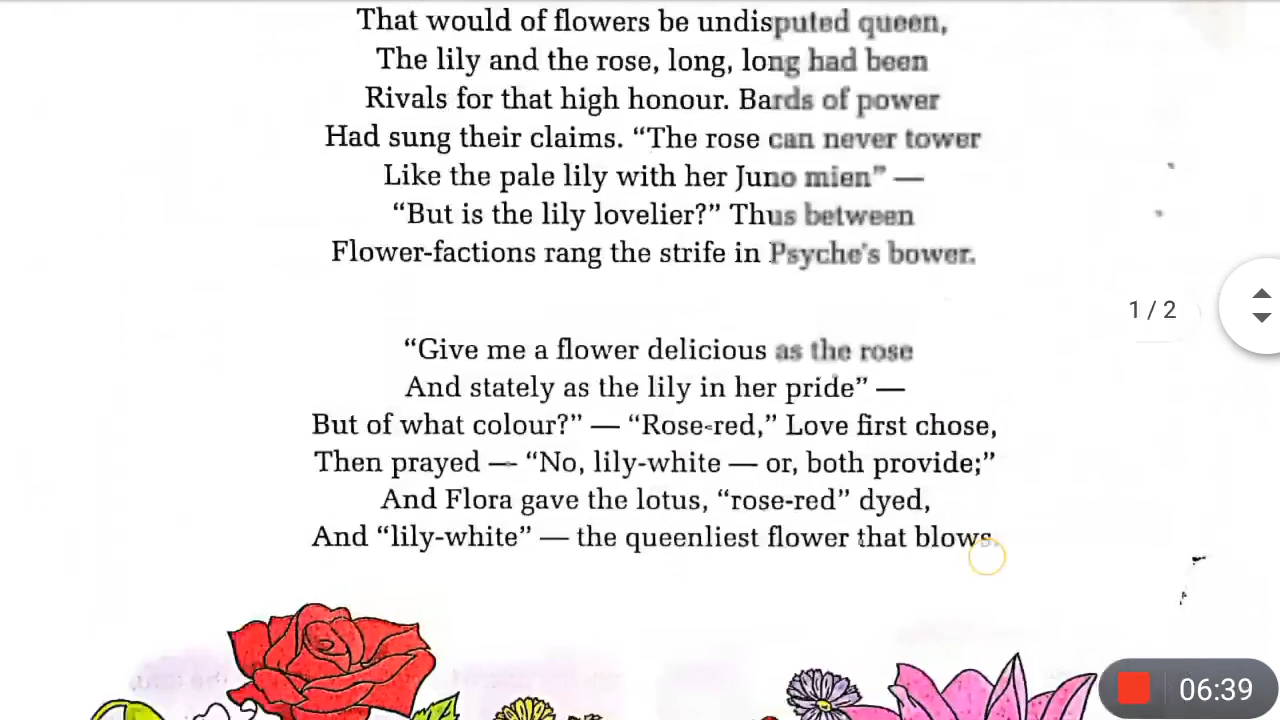 That would of flowers be undisputed queen,
The lily and the rose, long, long had been
Rivals for that high honour. Bards of power
Had sung their claims. “The rose can never tower
Like the pale lily with her Juno mien” —
“But is the lily lovelier?” Thus between
Flower-factions rang the strife in Psyche's bower.
1 / 2
“Give me a flower delicious as the rose
And stately as the lily in her pride” —
But of what colour?” — “Rose-red,” Love first chose,
Then prayed — “No, lily-white — or, both provide;”
And Flora gave the lotus, “rose-red” dyed,
And “lily-white” — the queenliest flower that blows.
06:39